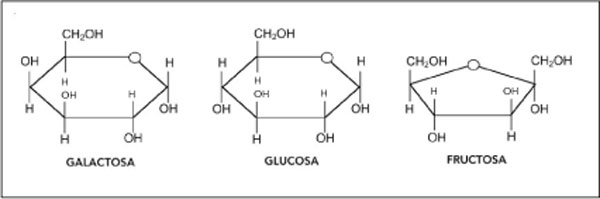 CH₂OH CH₂OH
OH O H H O H CH₂OH O CH₂OH
H H
OH H OH H H OH
H OH OH OH H OH
H OH H OH OH H
GALACTOSA GLUCOSA FRUCTOSA